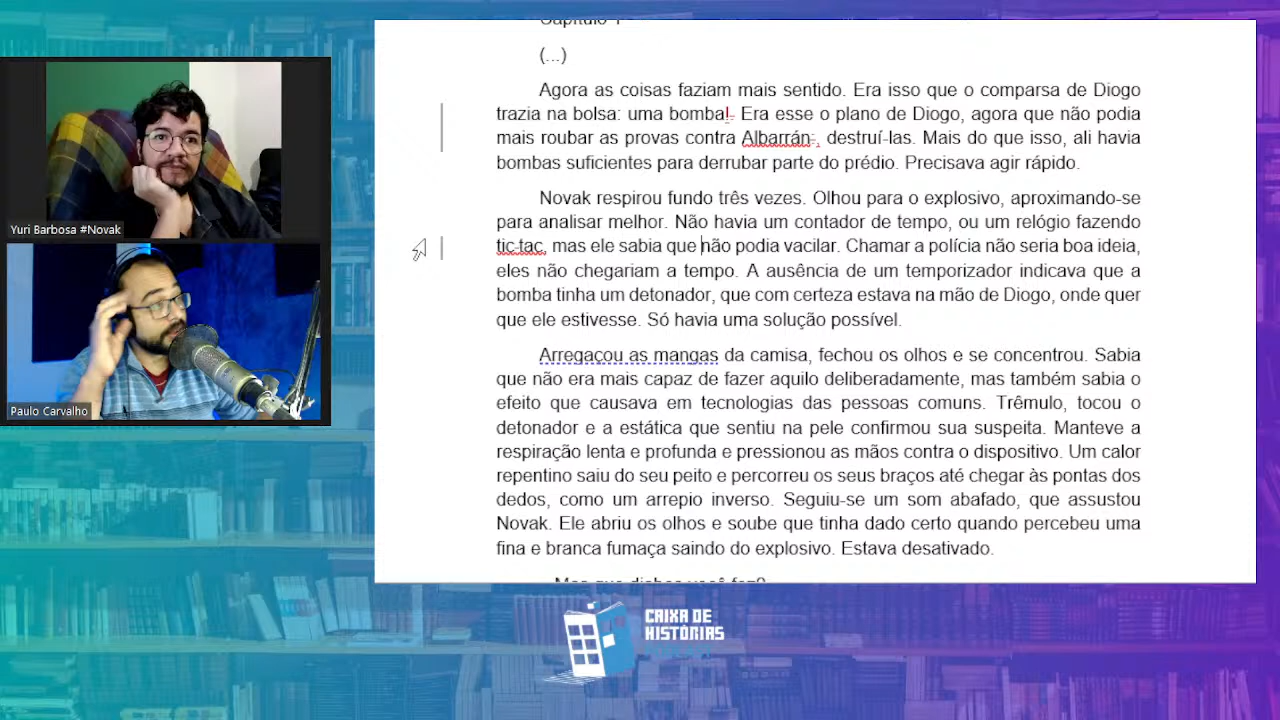 Capítulo 1
(...)
Agora as coisas faziam mais sentido. Era isso que o comparsa de Diogo
trazia na bolsa: uma bomba!. Era esse o plano de Diogo, agora que não podia
mais roubar as provas contra Albarrán:, destruí-las. Mais do que isso, ali havia
bombas suficientes para derrubar parte do prédio. Precisava agir rápido.
Novak respirou fundo três vezes. Olhou para o explosivo, aproximando-se
para analisar melhor. Não havia um contador de tempo, ou um relógio fazendo
tic-tac, mas ele sabia que não podia vacilar. Chamar a polícia não seria boa ideia,
eles não chegariam a tempo. A ausência de um temporizador indicava que a
bomba tinha um detonador, que com certeza estava na mão de Diogo, onde quer
que ele estivesse. Só havia uma solução possível.
Arregaçou as mangas da camisa, fechou os olhos e se concentrou. Sabia
que não era mais capaz de fazer aquilo deliberadamente, mas também sabia o
efeito que causava em tecnologias das pessoas comuns. Trêmulo, tocou o
detonador e a estática que sentiu na pele confirmou sua suspeita. Manteve a
respiração lenta e profunda e pressionou as mãos contra o dispositivo. Um calor
repentino saiu do seu peito e percorreu os seus braços até chegar às pontas dos
dedos, como um arrepio inverso. Seguiu-se um som abafado, que assustou
Novak. Ele abriu os olhos e soube que tinha dado certo quando percebeu uma
fina e branca fumaça saindo do explosivo. Estava desativado.
Yuri Barbosa #Novak
Paulo Carvalho
CAIXA DE
HISTÓRIAS